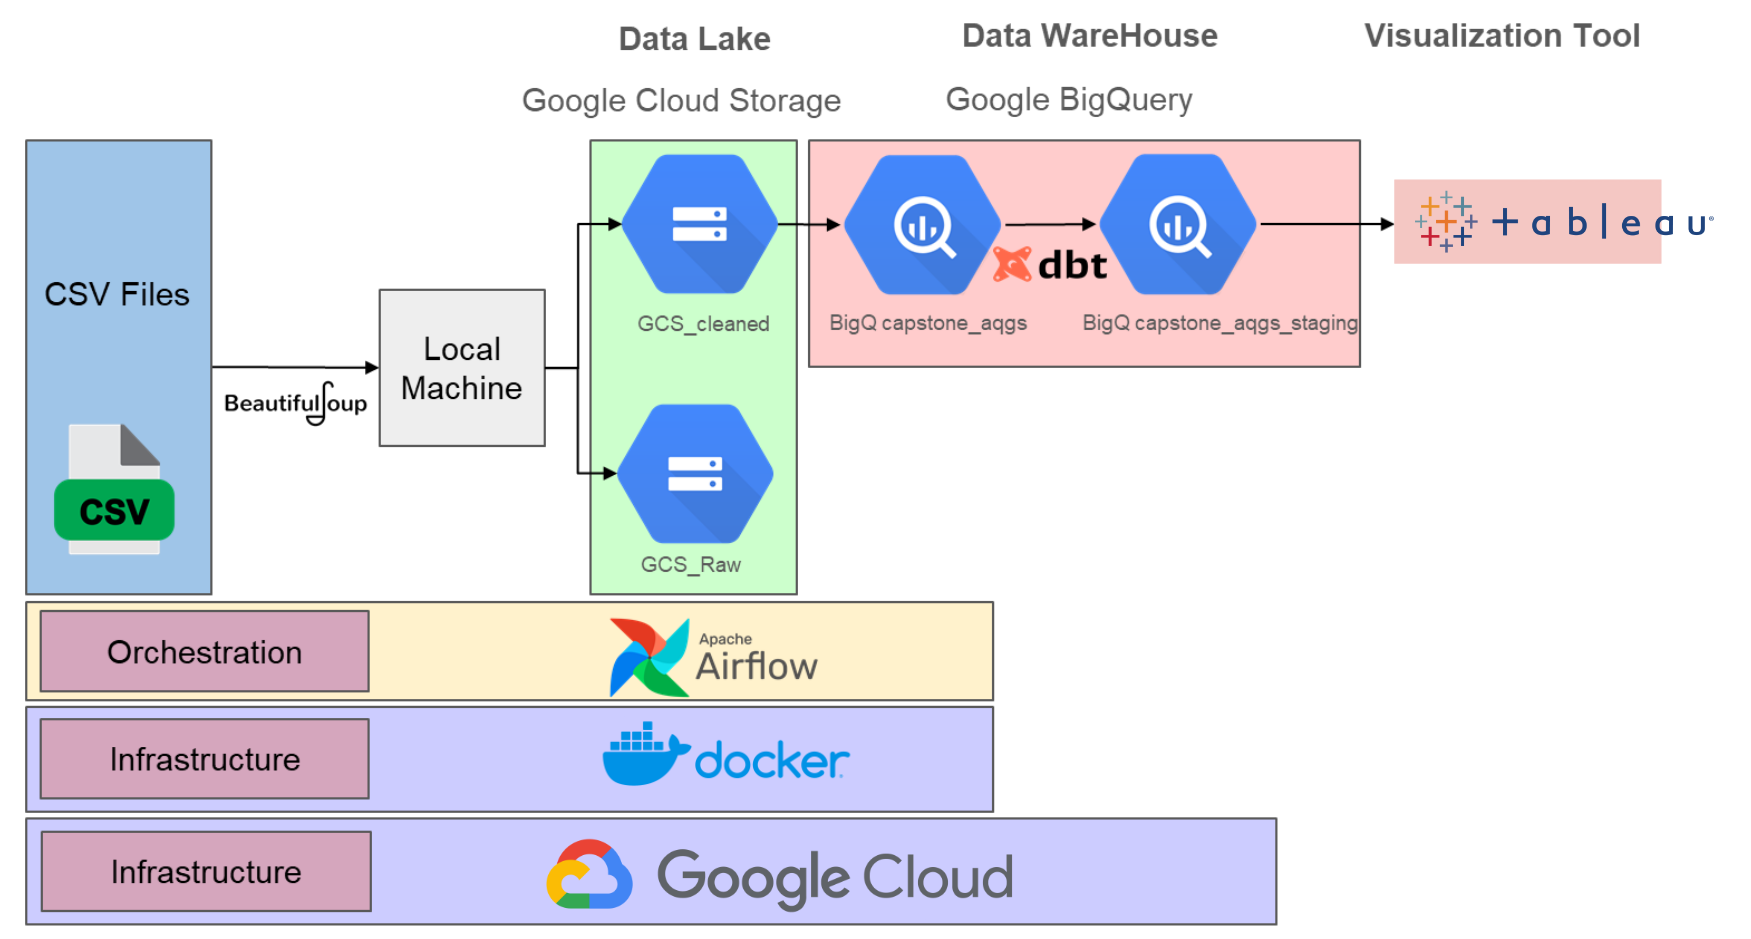 Data Lake
Data WareHouse
Visualization Tool
Google Cloud Storage
Google BigQuery
CSV Files
CSV
BeautifulSoup
Local
Machine
GCS_cleaned
GCS_Raw
BigQ capstone_aqgs
dbt
BigQ capstone_aqgs_staging
+ableau®
Orchestration
Apache
Airflow
Infrastructure
docker
Infrastructure
Google Cloud